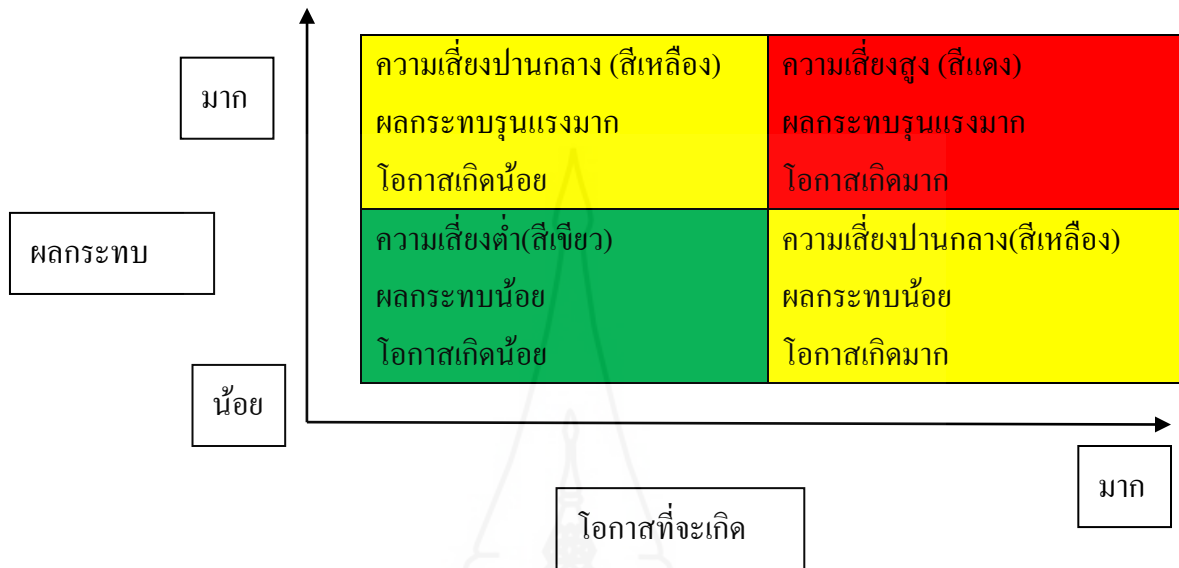 มาก
ผลกระทบ
น้อย
ความเสี่ยงปานกลาง (สีเหลือง)
ผลกระทบรุนแรงมาก
โอกาสเกิดน้อย
ความเสี่ยงสูง (สีแดง)
ผลกระทบรุนแรงมาก
โอกาสเกิดมาก
ความเสี่ยงต่ำ(สีเขียว)
ผลกระทบน้อย
โอกาสเกิดน้อย
ความเสี่ยงปานกลาง(สีเหลือง)
ผลกระทบน้อย
โอกาสเกิดมาก
มาก
โอกาสที่จะเกิด